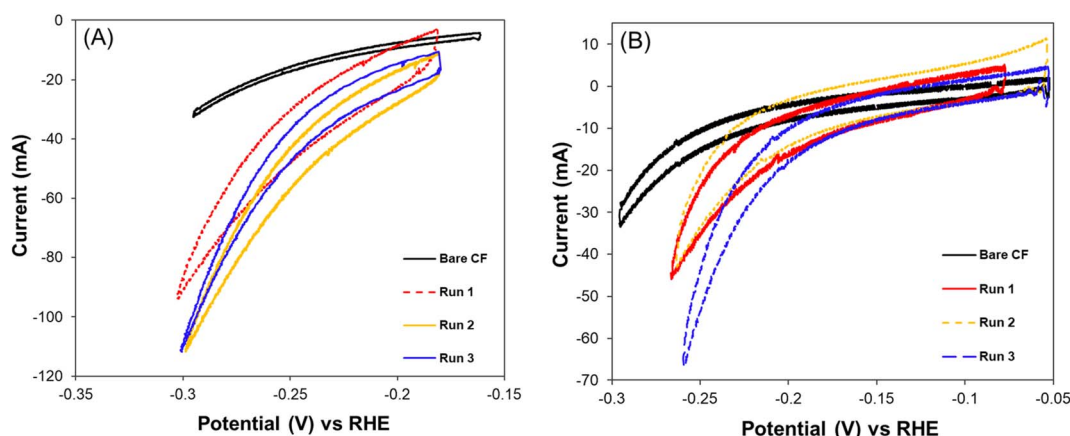 (A)
Current (mA)
0
-20
-40
-60
-80
-100
-120
-0.35
-0.3
-0.25
-0.2
-0.15
Potential (V) vs RHE
Bare CF
Run 1
Run 2
Run 3
(B)
Current (mA)
10
0
-10
-20
-30
-40
-50
-60
-70
-0.3
-0.25
-0.2
-0.15
-0.1
-0.05
Potential (V) vs RHE
Bare CF
Run 1
Run 2
Run 3